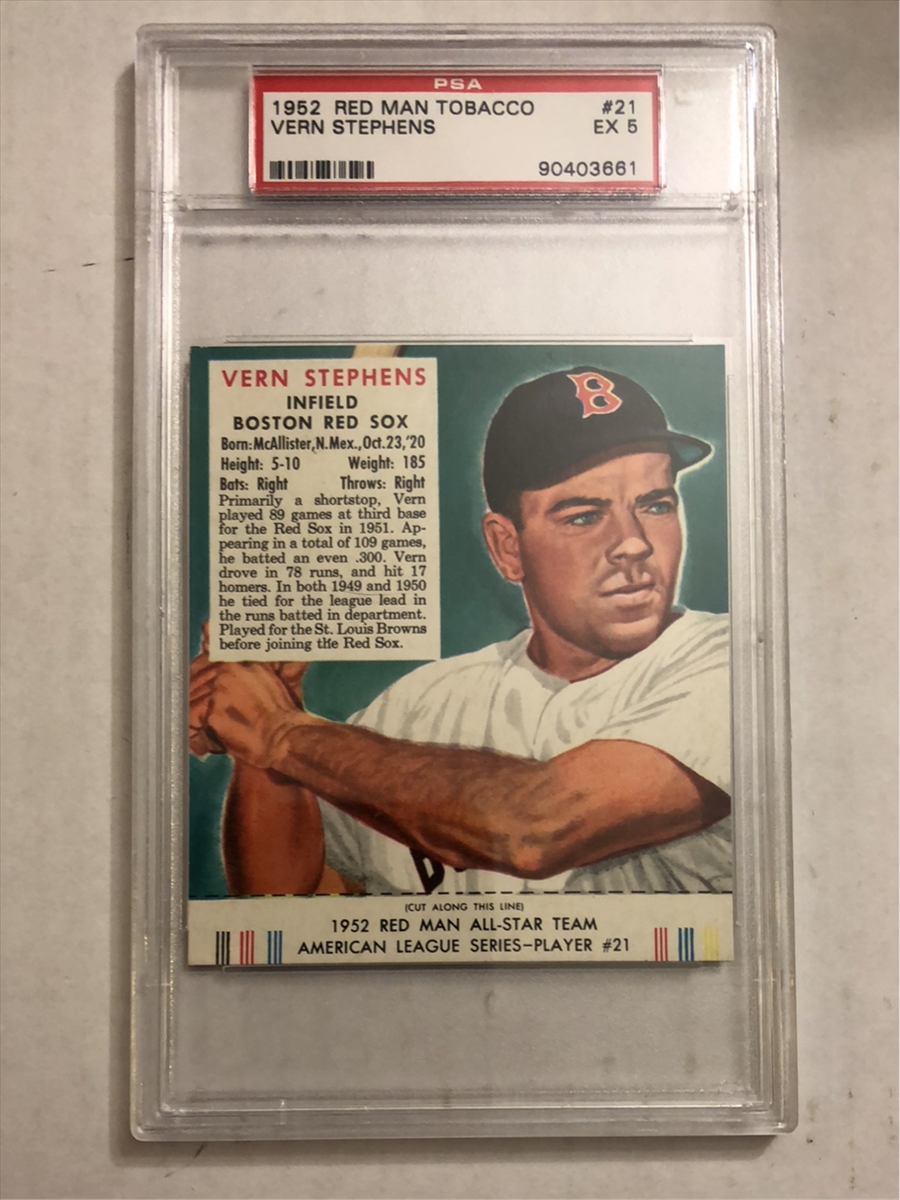 PSA
1952 RED MAN TOBACCO #21
VERN STEPHENS EX 5
90403661
VERN STEPHENS
INFIELD
BOSTON RED SOX
Born: McAllister, N. Mex., Oct. 23, '20
Height: 5-10 Weight: 185
Bats: Right Throws: Right
Primarily a shortstop, Vern
played 89 games at third base
for the Red Sox in 1951. Ap-
pearing in a total of 109 games,
he batted an even .300. Vern
drove in 78 runs, and hit 17
homers. In both 1949 and 1950
he tied for the league lead in
the runs batted in department.
Played for the St. Louis Browns
before joining the Red Sox.
B
B
(CUT ALONG THIS LINE)
1952 RED MAN ALL-STAR TEAM
AMERICAN LEAGUE SERIES–PLAYER #21